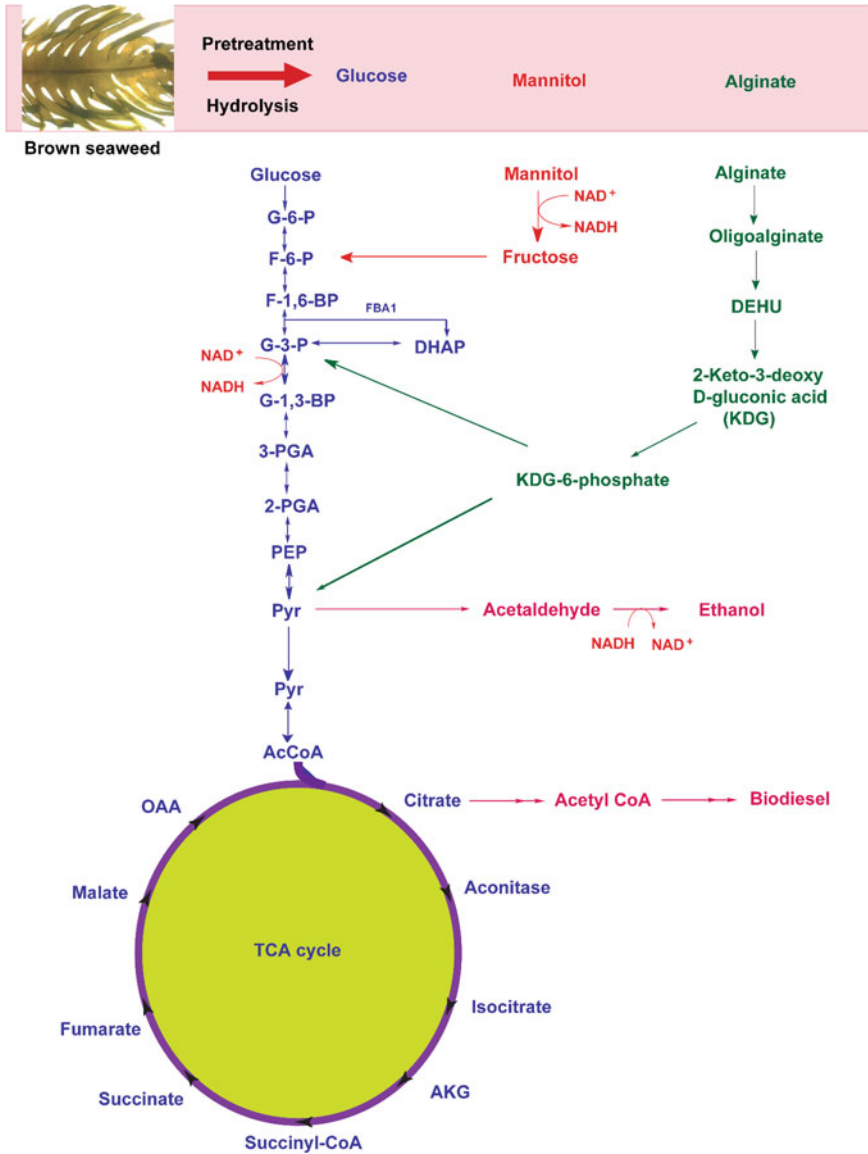 Pretreatment
Hydrolysis
Glucose
Mannitol
Alginate
Brown seaweed
Glucose
Mannitol
Alginate
NAD+
NADH
G-6-P
Oligoalginate
F-6-P
Fructose
F-1,6-BP
FBA1
DEHU
G-3-P
DHAP
NAD+
NADH
2-Keto-3-deoxy
D-gluconic acid
(KDG)
G-1,3-BP
3-PGA
KDG-6-phosphate
2-PGA
PEP
Pyr
Acetaldehyde
Ethanol
NADH
NAD+
Pyr
AcCoA
OAA
Citrate
Acetyl CoA
Biodiesel
Malate
Aconitase
TCA cycle
Isocitrate
Fumarate
Succinate
AKG
Succinyl-CoA